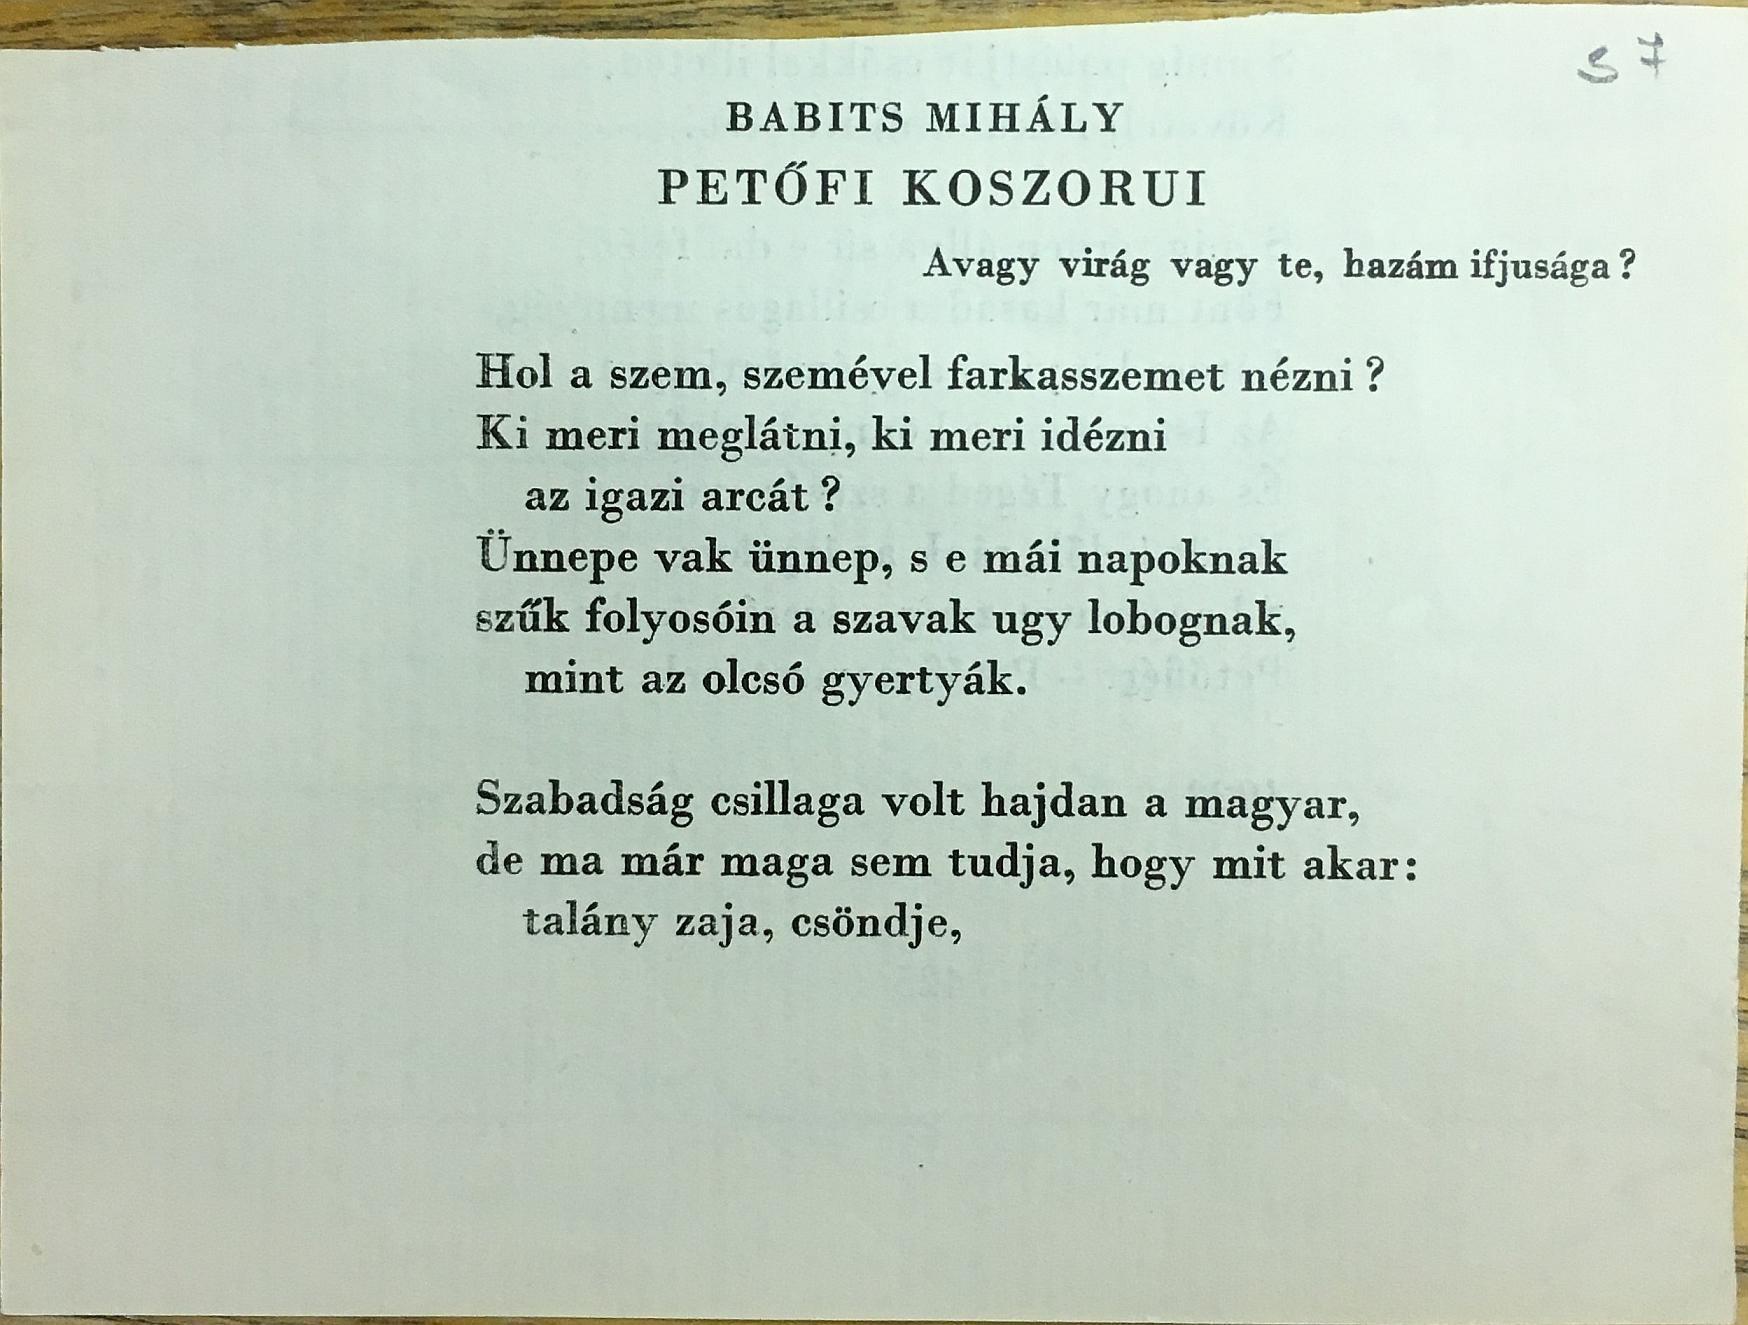 57
BABITS MIHÁLY
PETŐFI KOSZORUI
Avagy virág vagy te, hazám ifjusága?
Hol a szem, szemével farkasszemet nézni?
Ki meri meglátni, ki meri idézni
az igazi arcát?
Ünnepe vak ünnep, s e mái napoknak
szűk folyosóin a szavak ugy lobognak,
mint az olcsó gyertyák.
Szabadság csillaga volt hajdan a magyar,
de ma már maga sem tudja, hogy mit akar:
talány zaja, csöndje,